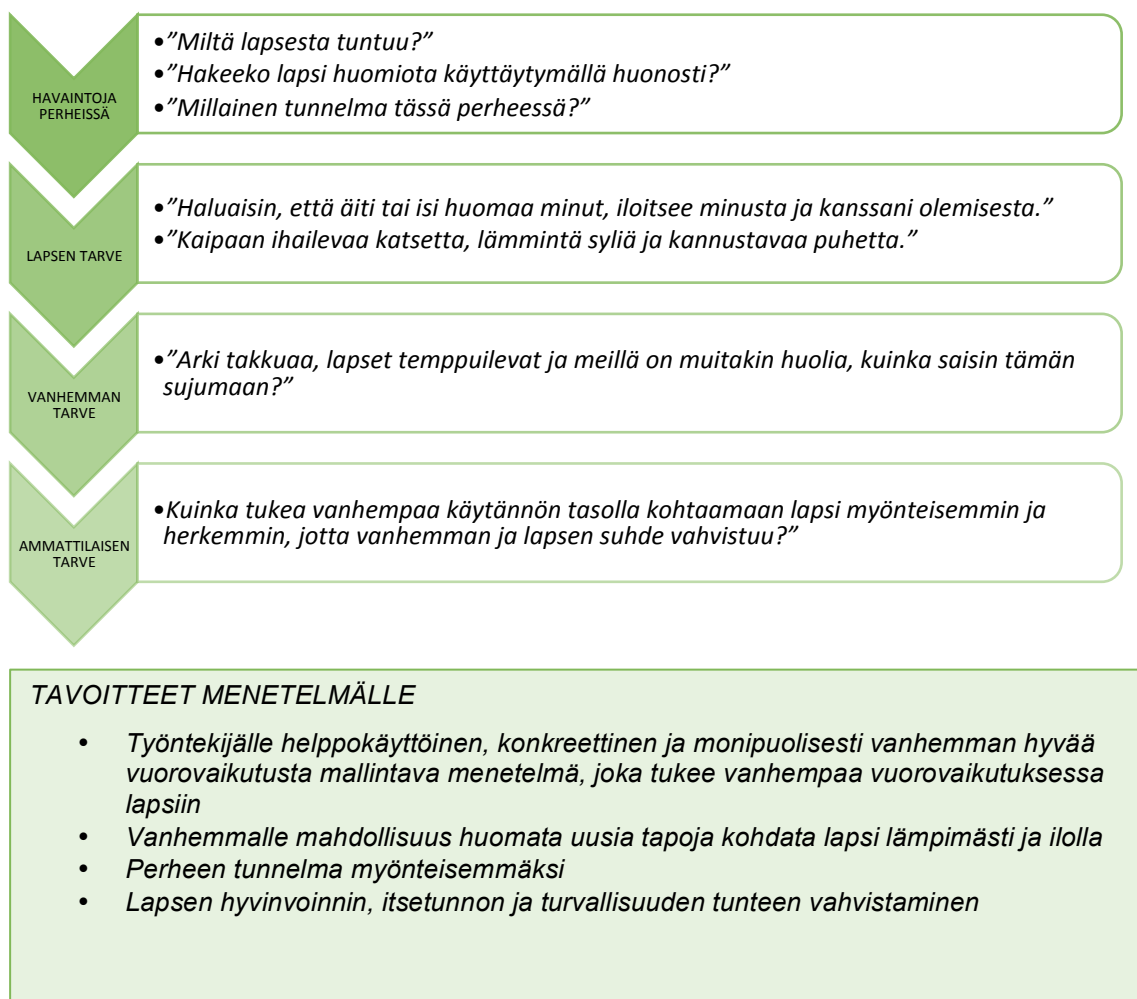 HAVAINTOJA
PERHEISSÄ
•”Miltä lapsesta tuntuu?”
•”Hakeeko lapsi huomiota käyttäytymällä huonosti?”
•”Millainen tunnelma tässä perheessä?”
LAPSEN TARVE
•”Haluaisin, että äiti tai isi huomaa minut, iloitsee minusta ja kanssani olemisesta.”
•”Kaipaan ihailevaa katsetta, lämmintä syliä ja kannustavaa puhetta.”
VANHEMMAN
TARVE
•”Arki takkuaa, lapset temppuilevat ja meillä on muitakin huolia, kuinka saisin tämän
sujumaan?”
AMMATTILAISEN
TARVE
•Kuinka tukea vanhempaa käytännön tasolla kohtaamaan lapsi myönteisemmin ja
herkemmin, jotta vanhemman ja lapsen suhde vahvistuu?”
TAVOITTEET MENETELMÄLLE
• Työntekijälle helppokäyttöinen, konkreettinen ja monipuolisesti vanhemman hyvää
vuorovaikutusta mallintava menetelmä, joka tukee vanhempaa vuorovaikutuksessa
lapsiin
• Vanhemmalle mahdollisuus huomata uusia tapoja kohdata lapsi lämpimästi ja ilolla
• Perheen tunnelma myönteisemmäksi
• Lapsen hyvinvoinnin, itsetunnon ja turvallisuuden tunteen vahvistaminen